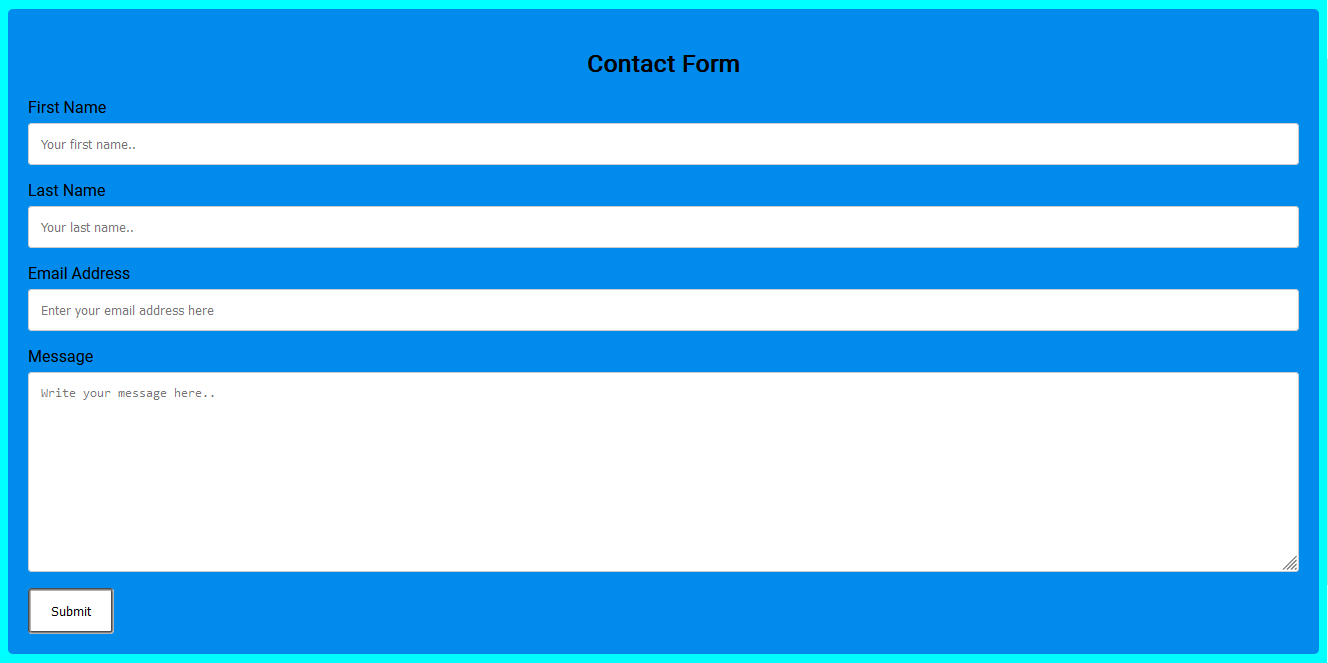 Contact Form
First Name
Your first name..
Last Name
Your last name..
Email Address
Enter your email address here
Message
Write your message here..
Submit